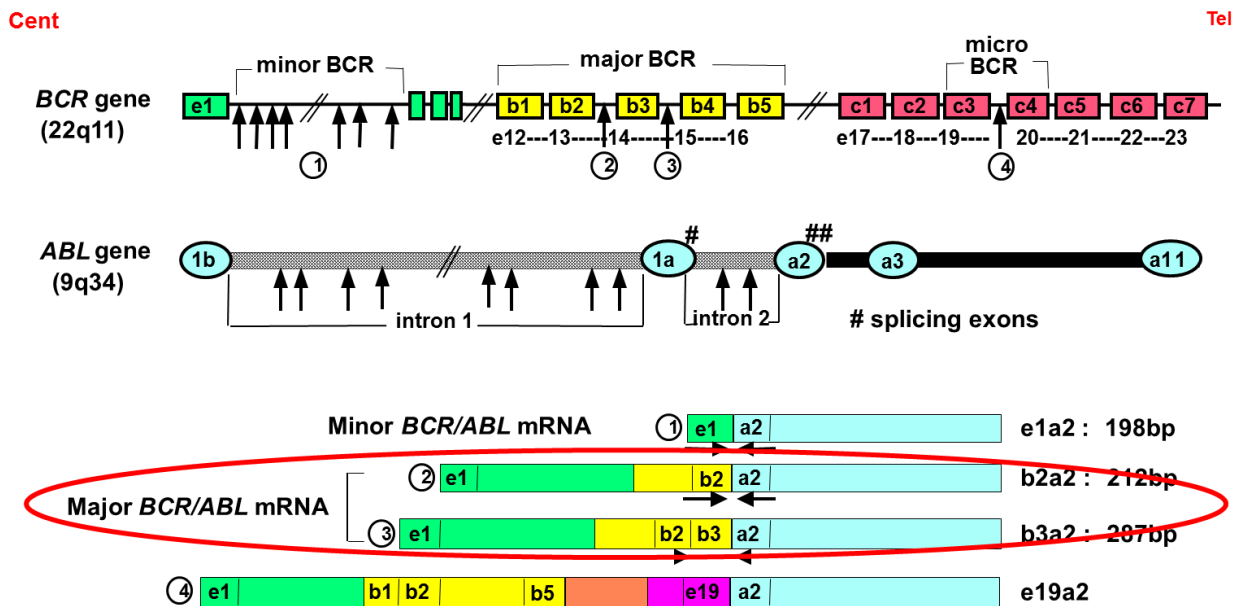 Cent
Tel
minor BCR
major BCR
micro
BCR
BCR gene
(22q11)
e1
b1
b2
b3
b4
b5
c1
c2
c3
c4
c5
c6
c7
e12---13-----14------15---16
e17---18---19--- 20----21----22----23
1
2
3
4
ABL gene
(9q34)
1b
1a
#
a2
##
a3
a11
intron 1
intron 2
# splicing exons
Minor BCR/ABL mRNA
1
e1
a2
e1a2 : 198bp
Major BCR/ABL mRNA
2
e1
b2
a2
b2a2 : 212bp
3
e1
b2
b3
a2
b3a2 : 287bp
4
e1
b1
b2
b5
e19
a2
e19a2